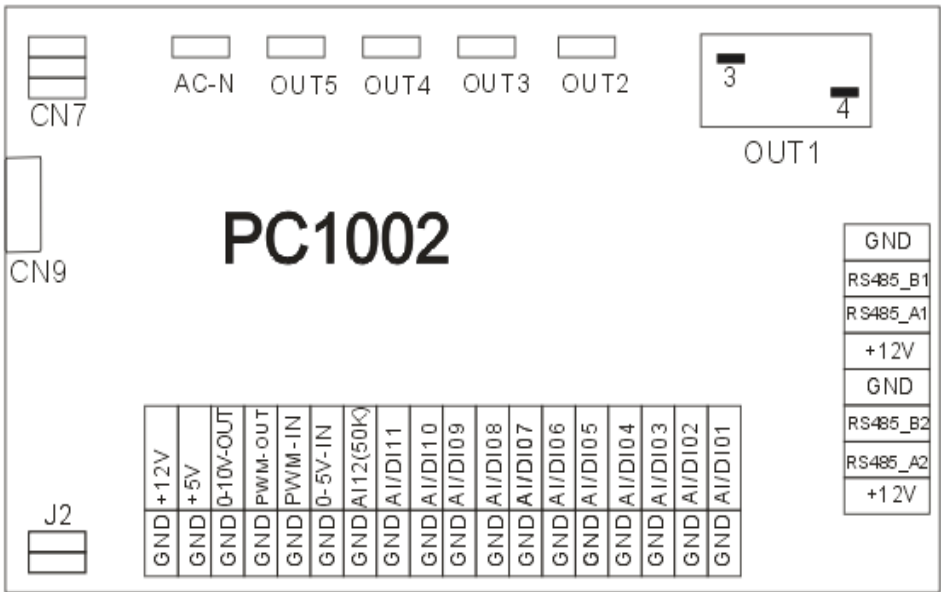 AC-N OUT5 OUT4 OUT3 OUT2
3
4
CN7
OUT1
PC1002
CN9
GND
RS485_B1
RS485_A1
+12V
GND
RS485_B2
RS485_A2
+12V
J2
GND +12V
GND +5V
GND 0-10V-OUT
GND PWM-OUT
GND PWM-IN
GND 0-5V-IN
GND AI12(50K)
GND AI/DI11
GND AI/DI10
GND AI/DI09
GND AI/DI08
GND AI/DI07
GND AI/DI06
GND AI/DI05
GND AI/DI04
GND AI/DI03
GND AI/DI02
GND AI/DI01